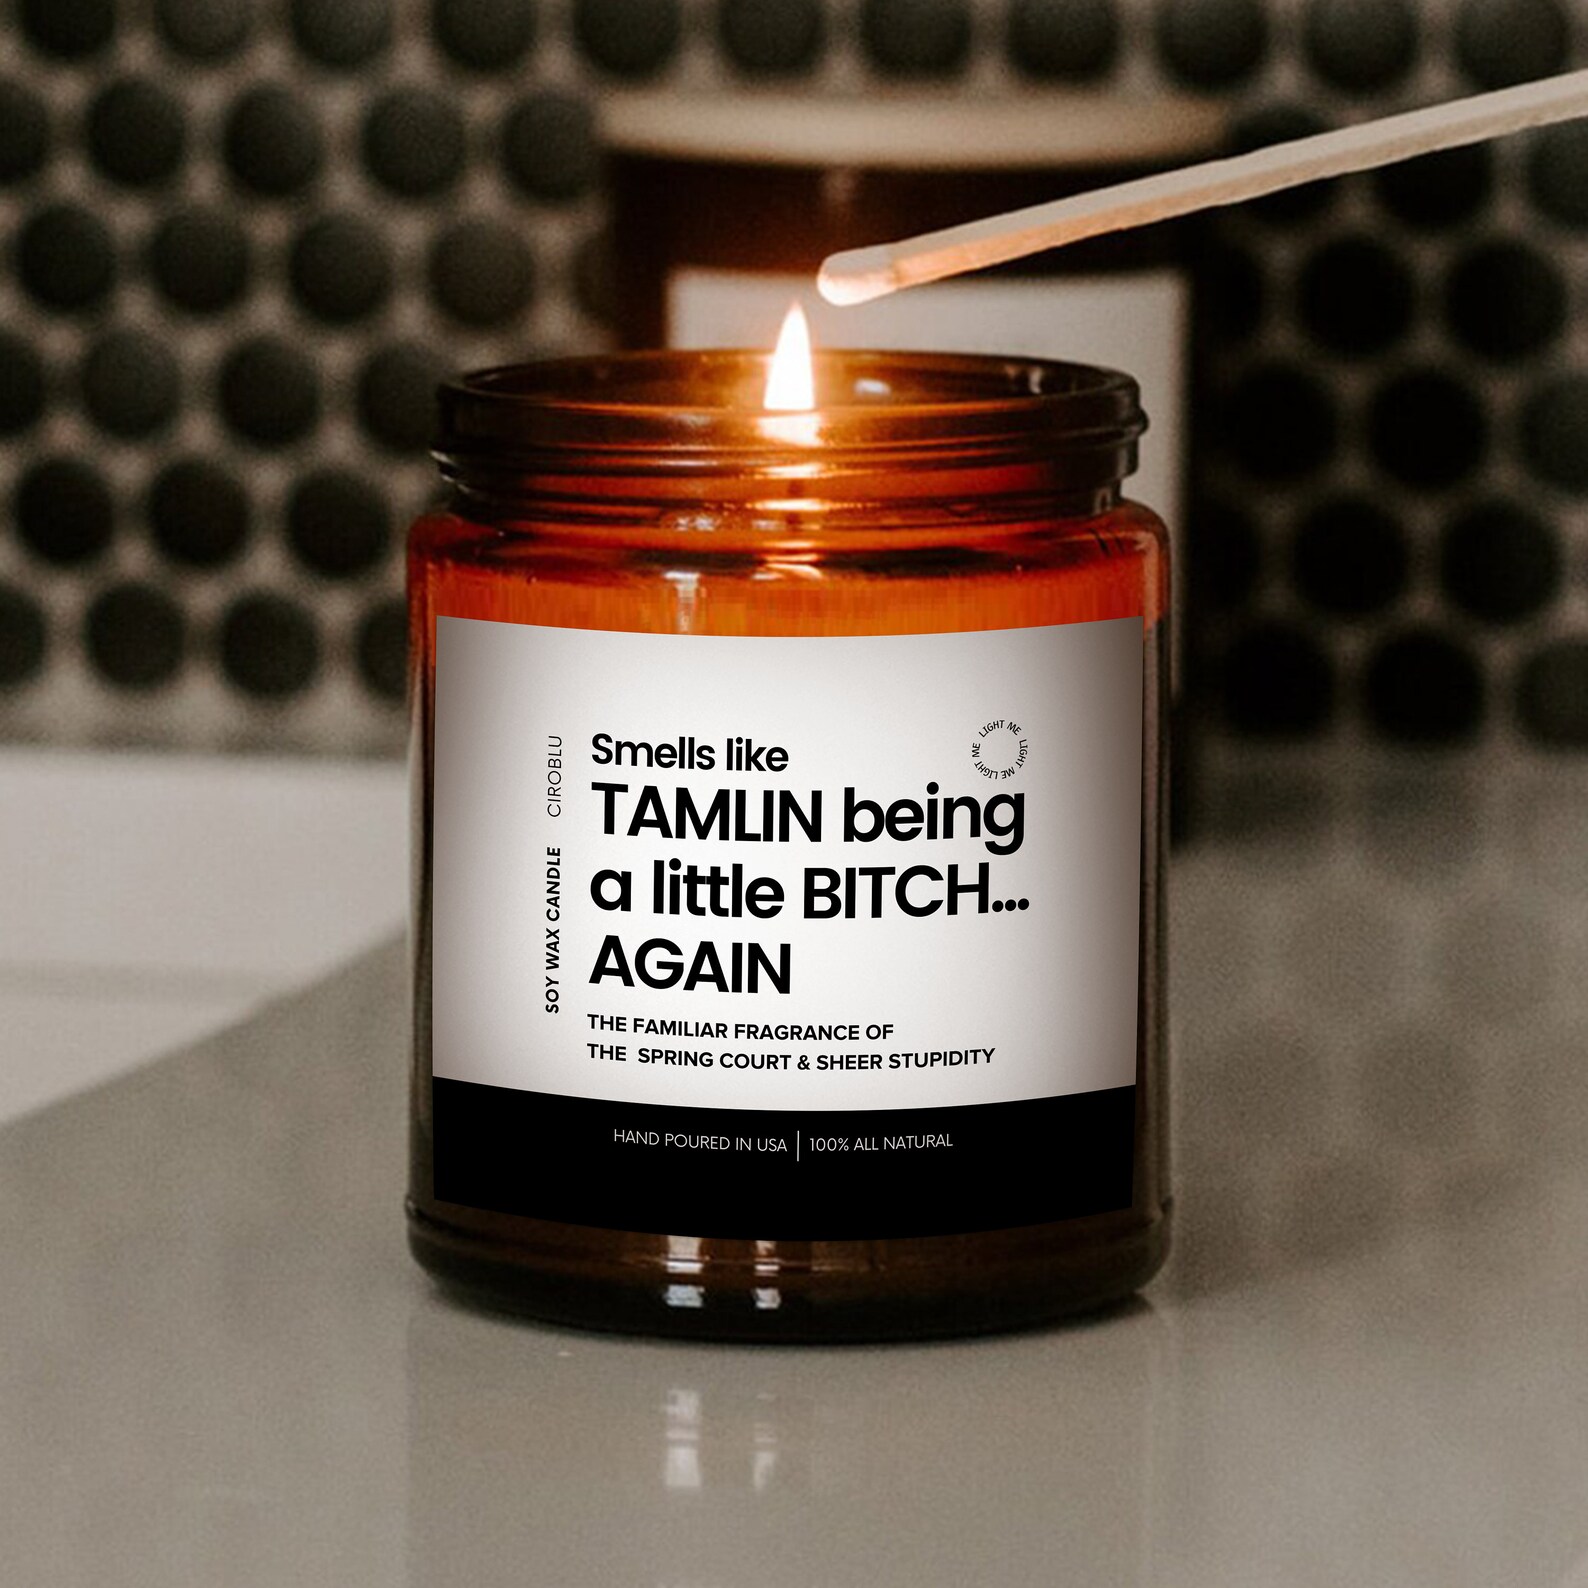 Smells like
TAMLIN being
a little BITCH...
AGAIN
THE FAMILIAR FRAGRANCE OF
THE  SPRING COURT & SHEER STUPIDITY
SOY WAX CANDLE CIROBLU
LIGHT ME LIGHT ME LIGHT ME
HAND POURED IN USA | 100% ALL NATURAL